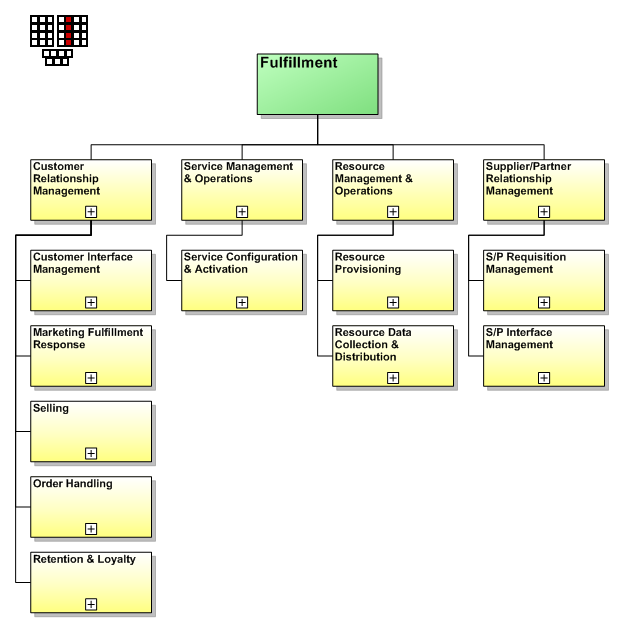 Fulfillment
Customer
Relationship
Management
Service Management
& Operations
Resource
Management &
Operations
Supplier/Partner
Relationship
Management
Customer Interface
Management
Service Configuration
& Activation
Resource
Provisioning
S/P Requisition
Management
Marketing Fulfillment
Response
Resource Data
Collection &
Distribution
S/P Interface
Management
Selling
Order Handling
Retention & Loyalty